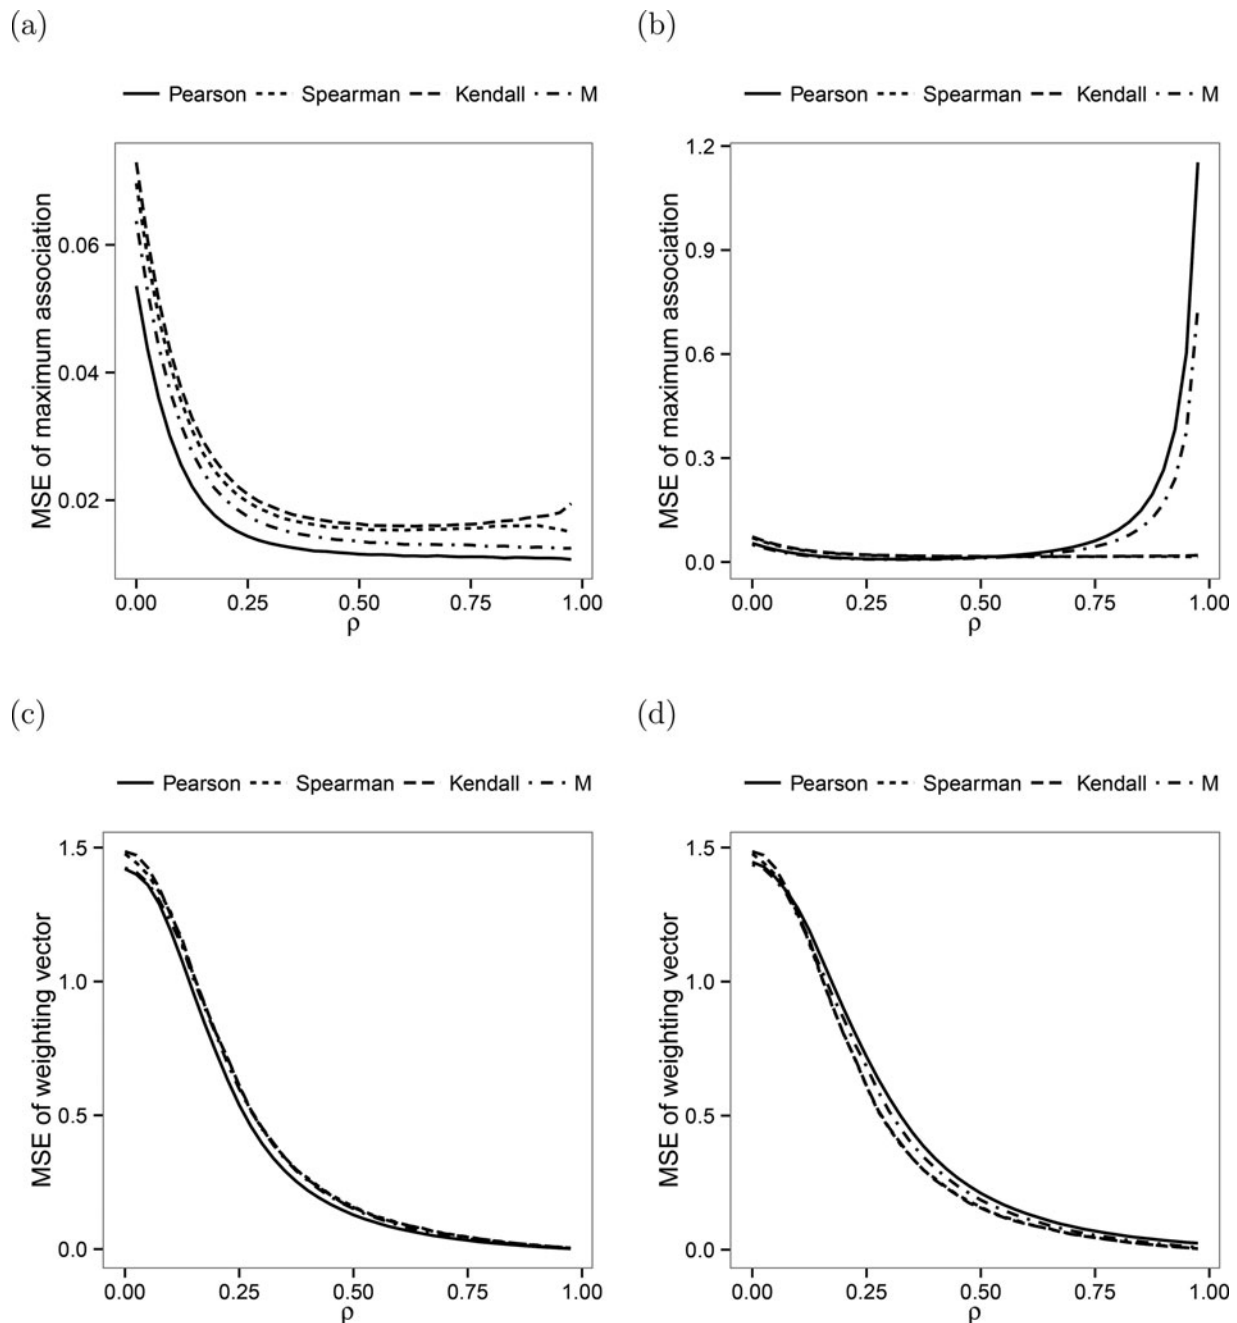 (a)
Pearson Spearman Kendall M
MSE of maximum association
0.06
0.04
0.02
0.00 0.25 0.50 0.75 1.00
ρ
(b)
Pearson Spearman Kendall M
MSE of maximum association
1.2
0.9
0.6
0.3
0.0
0.00 0.25 0.50 0.75 1.00
ρ
(c)
Pearson Spearman Kendall M
MSE of weighting vector
1.5
1.0
0.5
0.0
0.00 0.25 0.50 0.75 1.00
ρ
(d)
Pearson Spearman Kendall M
MSE of weighting vector
1.5
1.0
0.5
0.0
0.00 0.25 0.50 0.75 1.00
ρ